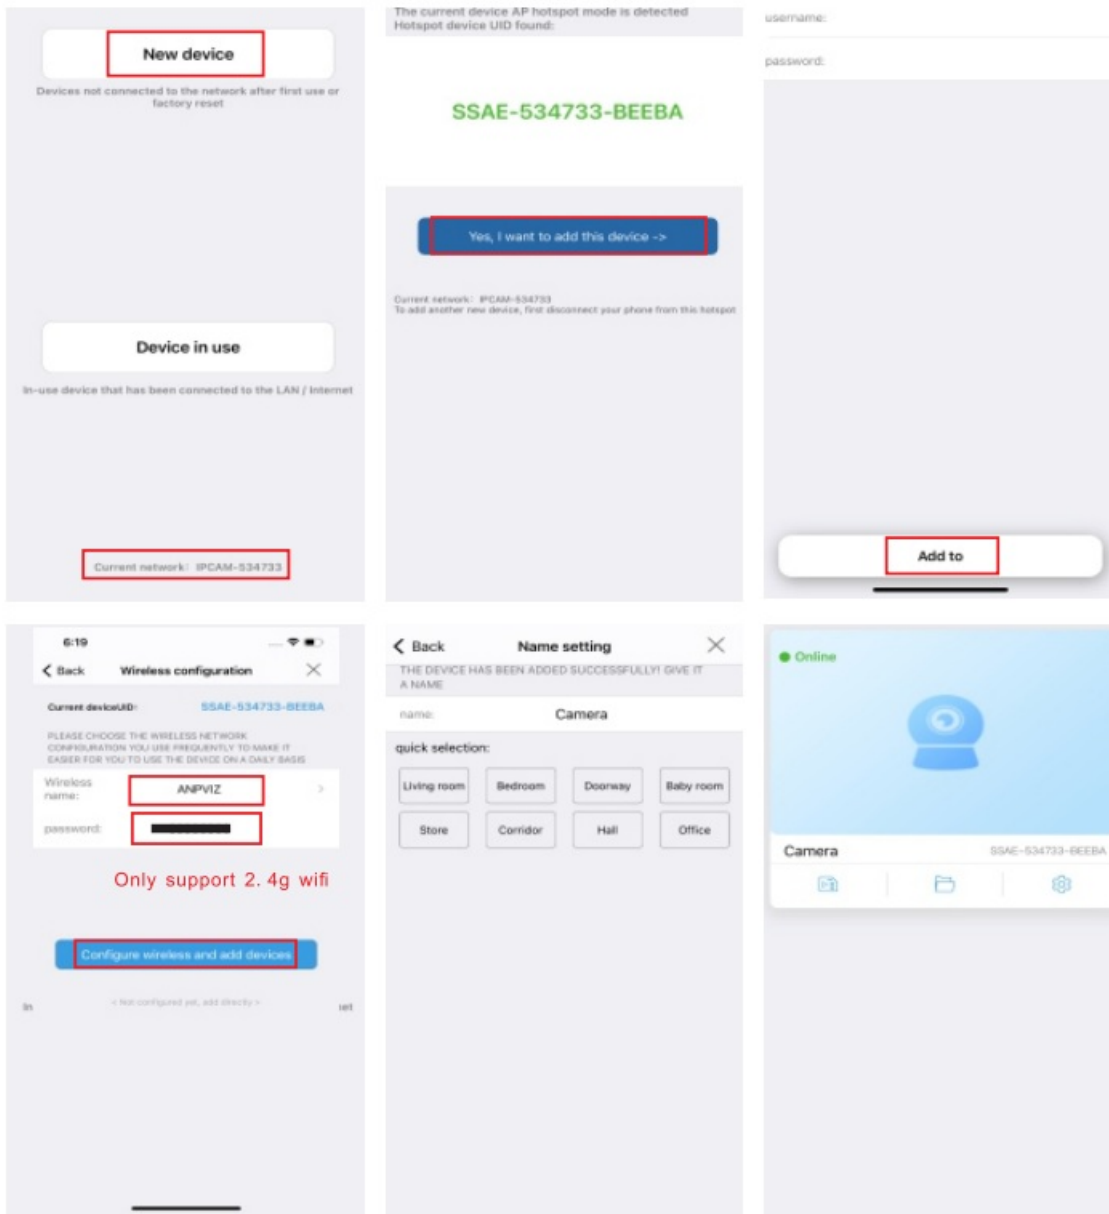 New device
Devices not connected to the network after first use or
factory reset
Device in use
In-use device that has been connected to the LAN / Internet
Current network: IPCAM-534733
The current device AP hotspot mode is detected
Hotspot device UID found:
SSAE-534733-BEEBA
Yes, I want to add this device ->
Current network: IPCAM-534733
To add another new device, first disconnect your phone from this hotspot
username:
password:
Add to
6:19
Back Wireless configuration
Current deviceUID: SSAE-534733-BEEBA
PLEASE CHOOSE THE WIRELESS NETWORK
CONFIGURATION YOU USE FREQUENTLY TO MAKE IT
EASIER FOR YOU TO USE THE DEVICE ON A DAILY BASIS
Wireless
name: ANPVIZ
password:
Only support 2.4g wifi
Configure wireless and add devices
In < Not configured yet, add directly > net
Back Name setting
THE DEVICE HAS BEEN ADDED SUCCESSFULLY! GIVE IT
A NAME
name: Camera
quick selection:
Living room Bedroom Doorway Baby room
Store Corridor Hall Office
Online
Camera SSAE-534733-BEEBA